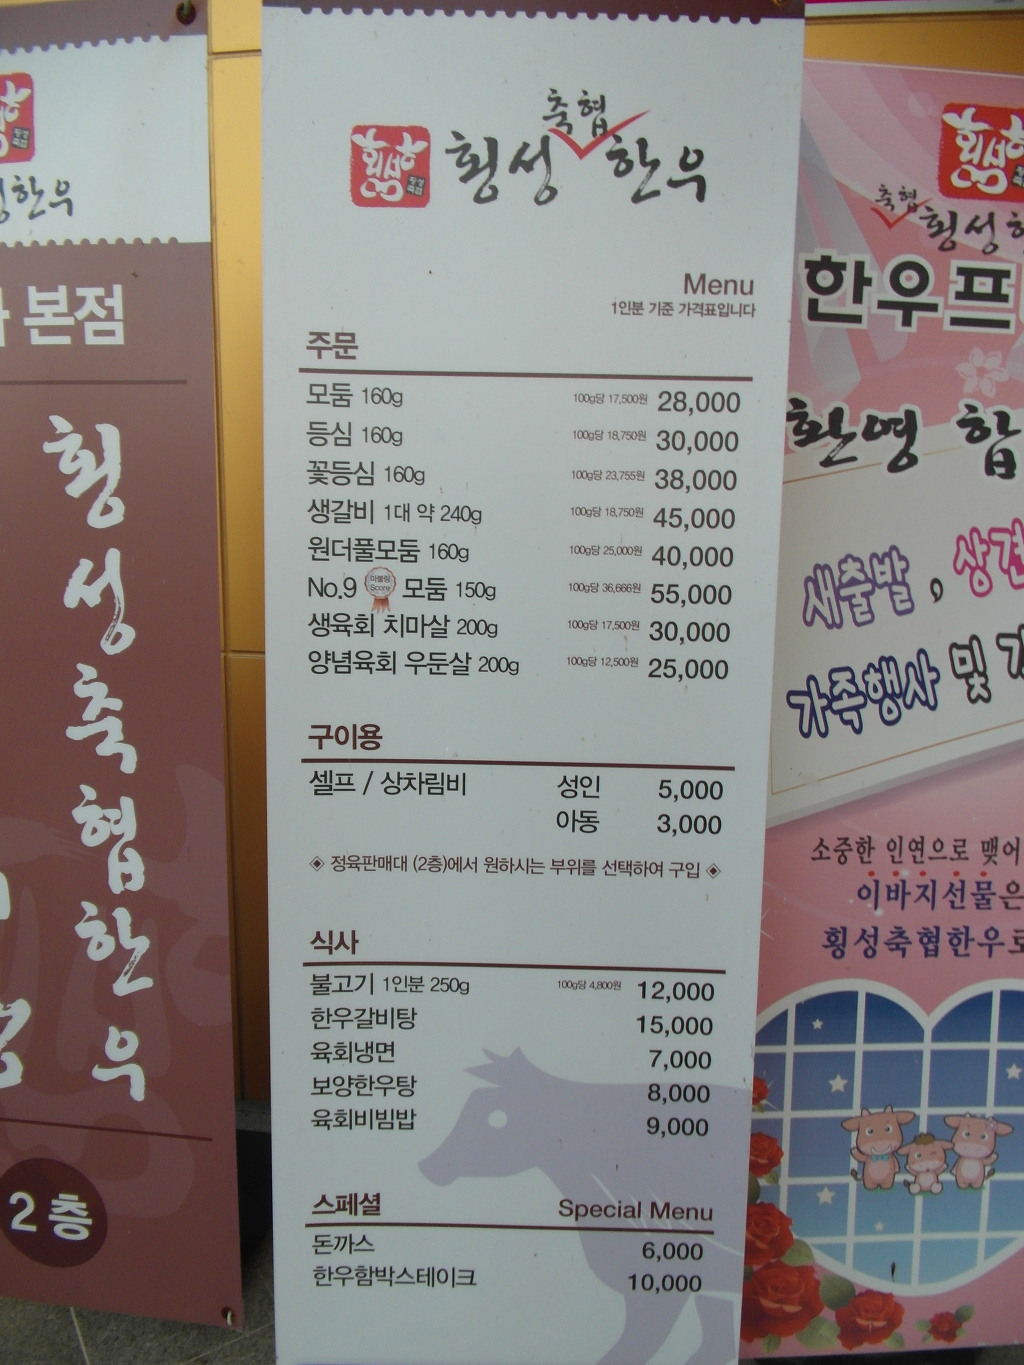 축협
횡성 한우
Menu
1인분 기준 가격표입니다
주문
모둠 160g 100g당 17,500원 28,000
등심 160g 100g당 18,750원 30,000
꽃등심 160g 100g당 23,755원 38,000
생갈비 1대 약 240g 100g당 18,750원 45,000
원더풀모둠 160g 100g당 25,000원 40,000
No.9 마블링 Score 모둠 150g 100g당 36,666원 55,000
생육회 치마살 200g 100g당 17,500원 30,000
양념육회 우둔살 200g 100g당 12,500원 25,000
구이용
셀프 / 상차림비 성인 5,000
아동 3,000
◈ 정육판매대 (2층)에서 원하시는 부위를 선택하여 구입 ◈
식사
불고기 1인분 250g 100g당 4,800원 12,000
한우갈비탕 15,000
육회냉면 7,000
보양한우탕 8,000
육회비빔밥 9,000
스페셜 Special Menu
돈까스 6,000
한우함박스테이크 10,000
한우
본점
횡성축협한우
2층
축협
횡성
한우프
환영 합
새출발, 상견
가족행사 및
소중한 인연으로 맺어
이바지선물은
횡성축협한우로